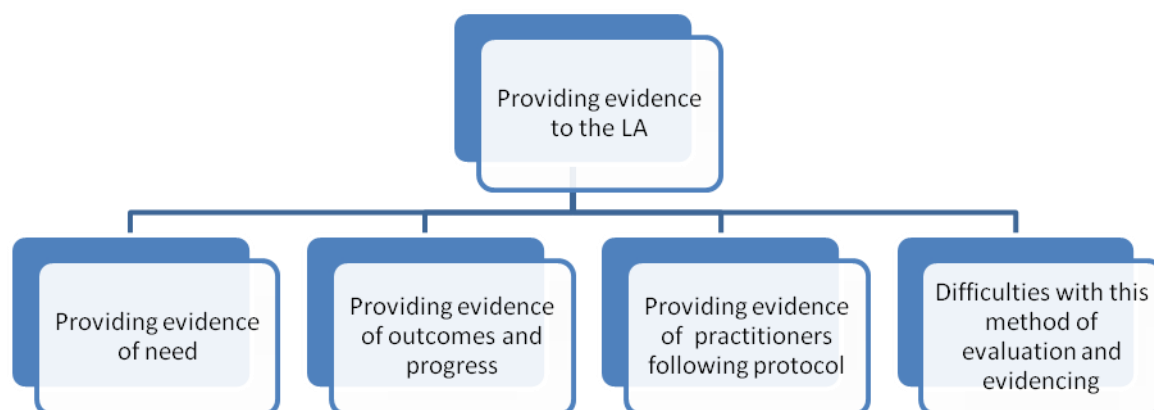 Providing evidence
to the LA
Providing evidence
of need
Providing evidence
of outcomes and
progress
Providing evidence
of practitioners
following protocol
Difficulties with this
method of
evaluation and
evidencing